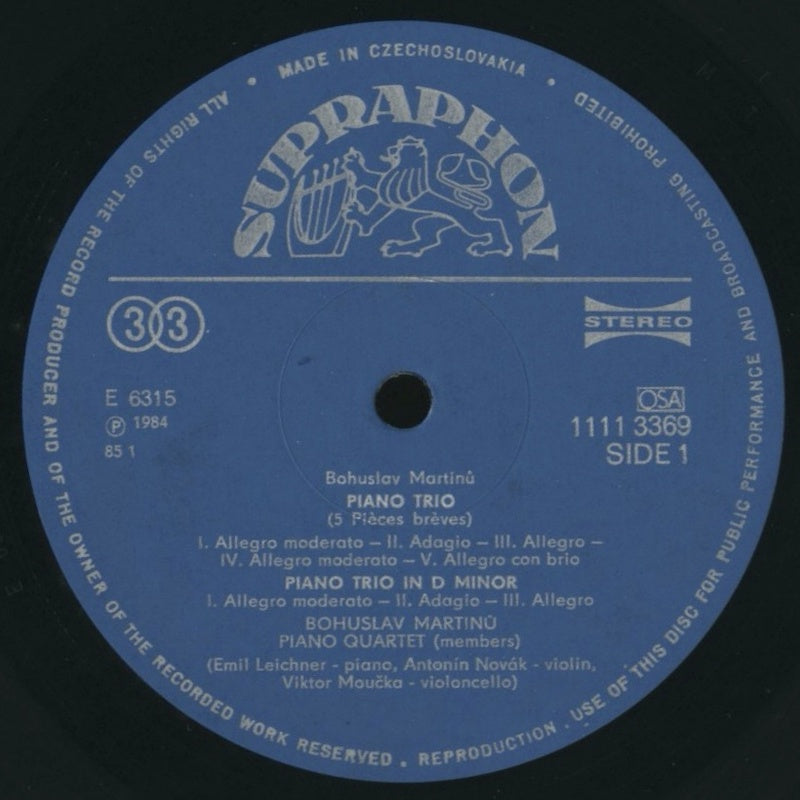 MADE IN CZECHOSLOVAKIA
SUPRAPHON
33
STEREO
E 6315
Ⓟ 1984
85 1
OSA
1111 3369
SIDE 1
Bohuslav Martinů
PIANO TRIO
(5 Pièces brèves)
I. Allegro moderato – II. Adagio – III. Allegro –
IV. Allegro moderato – V. Allegro con brio
PIANO TRIO IN D MINOR
I. Allegro moderato – II. Adagio – III. Allegro
BOHUSLAV MARTINŮ
PIANO QUARTET (members)
(Emil Leichner - piano, Antonín Novák - violin,
Viktor Moučka - violoncello)
ALL RIGHTS OF THE RECORD PRODUCER AND OF THE OWNER OF THE RECORDED WORK RESERVED . REPRODUCTION . USE OF THIS DISC FOR PUBLIC PERFORMANCE AND BROADCASTING PROHIBITED